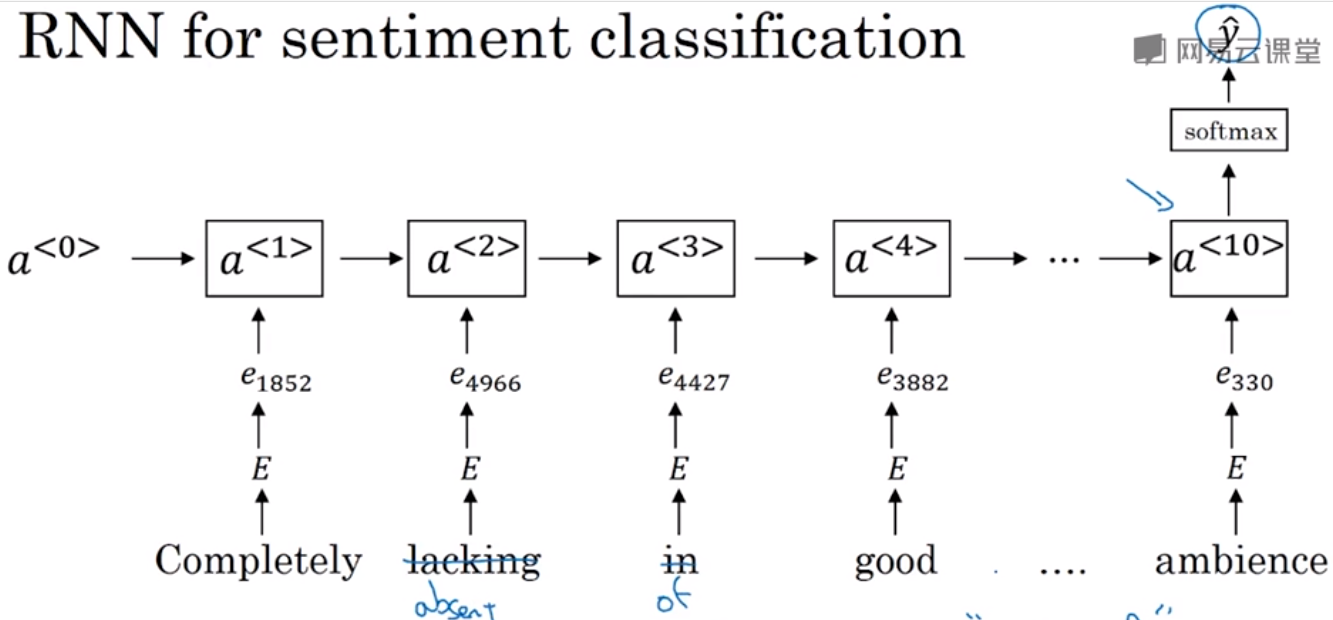 RNN for sentiment classification
ŷ
网易云课堂
softmax
a^{<0>} → a^{<1>} → a^{<2>} → a^{<3>} → a^{<4>} → ... → a^{<10>}
e_{1852} e_{4966} e_{4427} e_{3882} e_{330}
E E E E E
Completely lacking in good .... ambience
absent of